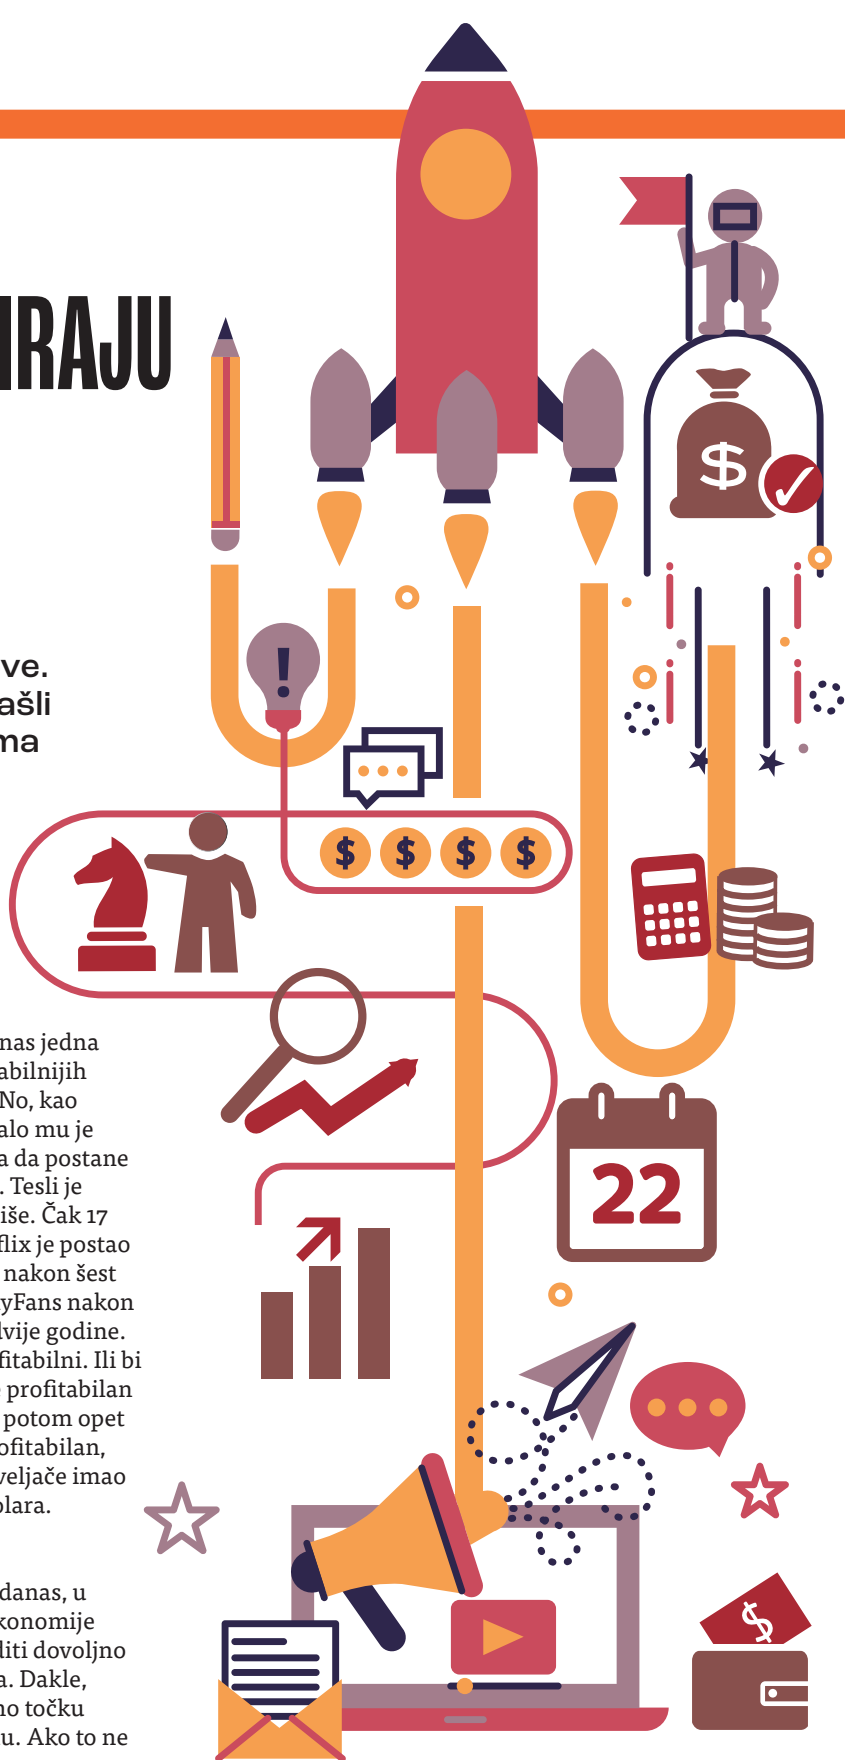 IRAJU
ve.
ašli
ma
nas jedna
abilnijih
No, kao
alo mu je
a da postane
. Tesli je
iše. Čak 17
flix je postao
nakon šest
yFans nakon
lvije godine.
fitabilni. Ili bi
e profitabilan
potom opet
ofitabilan,
veljače imao
olara.
danas, u
konomije
diti dovoljno
a. Dakle,
no točku
u. Ako to ne
!
$ $ $ $
$
22
$